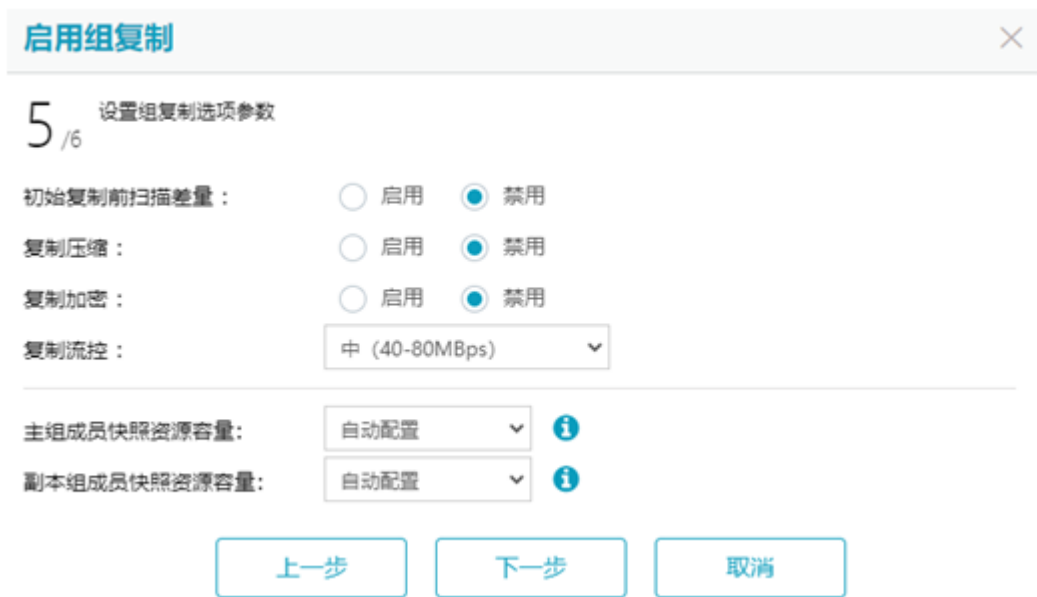 启用组复制
5 /6 设置组复制选项参数
初始复制前扫描差量： 启用 禁用
复制压缩： 启用 禁用
复制加密： 启用 禁用
复制流控： 中 (40-80MBps)
主组成员快照资源容量: 自动配置
副本组成员快照资源容量: 自动配置
上一步 下一步 取消